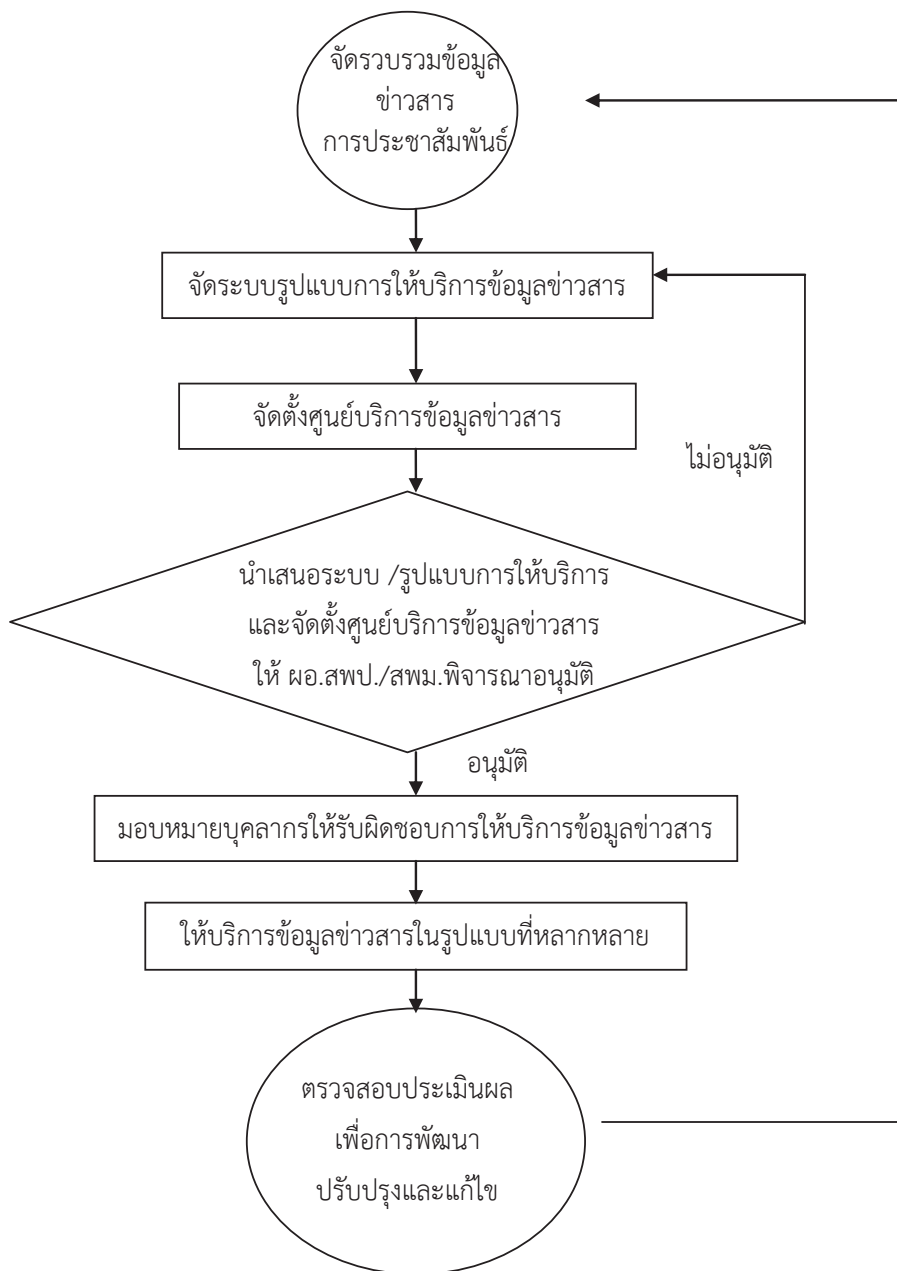 จัดรวบรวมข้อมูล
ข่าวสาร
การประชาสัมพันธ์
จัดระบบรูปแบบการให้บริการข้อมูลข่าวสาร
จัดตั้งศูนย์บริการข้อมูลข่าวสาร
ไม่อนุมัติ
นำเสนอระบบ /รูปแบบการให้บริการ
และจัดตั้งศูนย์บริการข้อมูลข่าวสาร
ให้ ผอ.สพป./สพม.พิจารณาอนุมัติ
อนุมัติ
มอบหมายบุคลากรให้รับผิดชอบการให้บริการข้อมูลข่าวสาร
ให้บริการข้อมูลข่าวสารในรูปแบบที่หลากหลาย
ตรวจสอบประเมินผล
เพื่อการพัฒนา
ปรับปรุงและแก้ไข